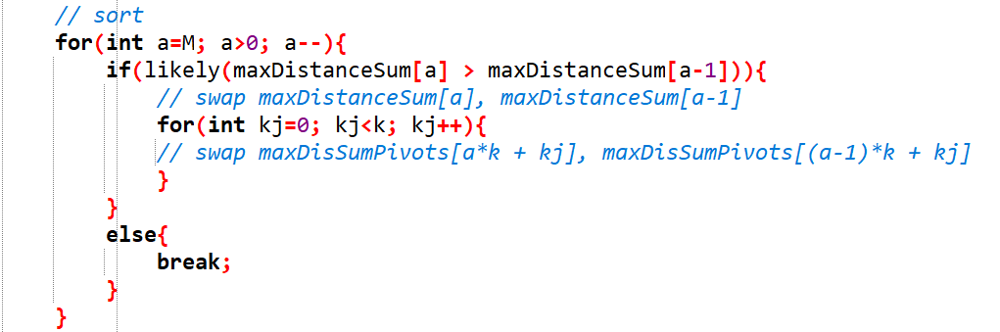 // sort
for(int a=M; a>0; a--){
if(likely(maxDistanceSum[a] > maxDistanceSum[a-1])){
// swap maxDistanceSum[a], maxDistanceSum[a-1]
for(int kj=0; kj<k; kj++){
// swap maxDisSumPivots[a*k + kj], maxDisSumPivots[(a-1)*k + kj]
}
}
else{
break;
}
}